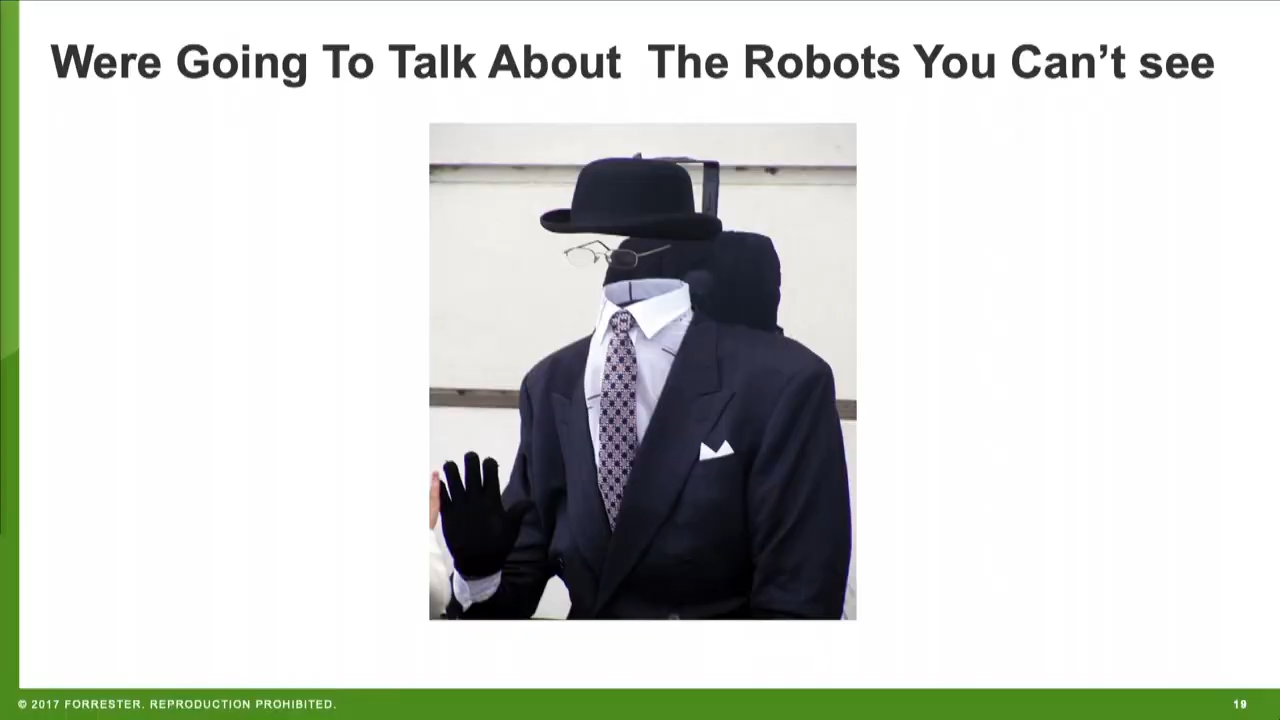 Were Going To Talk About  The Robots You Can’t see
© 2017 FORRESTER. REPRODUCTION PROHIBITED.
19